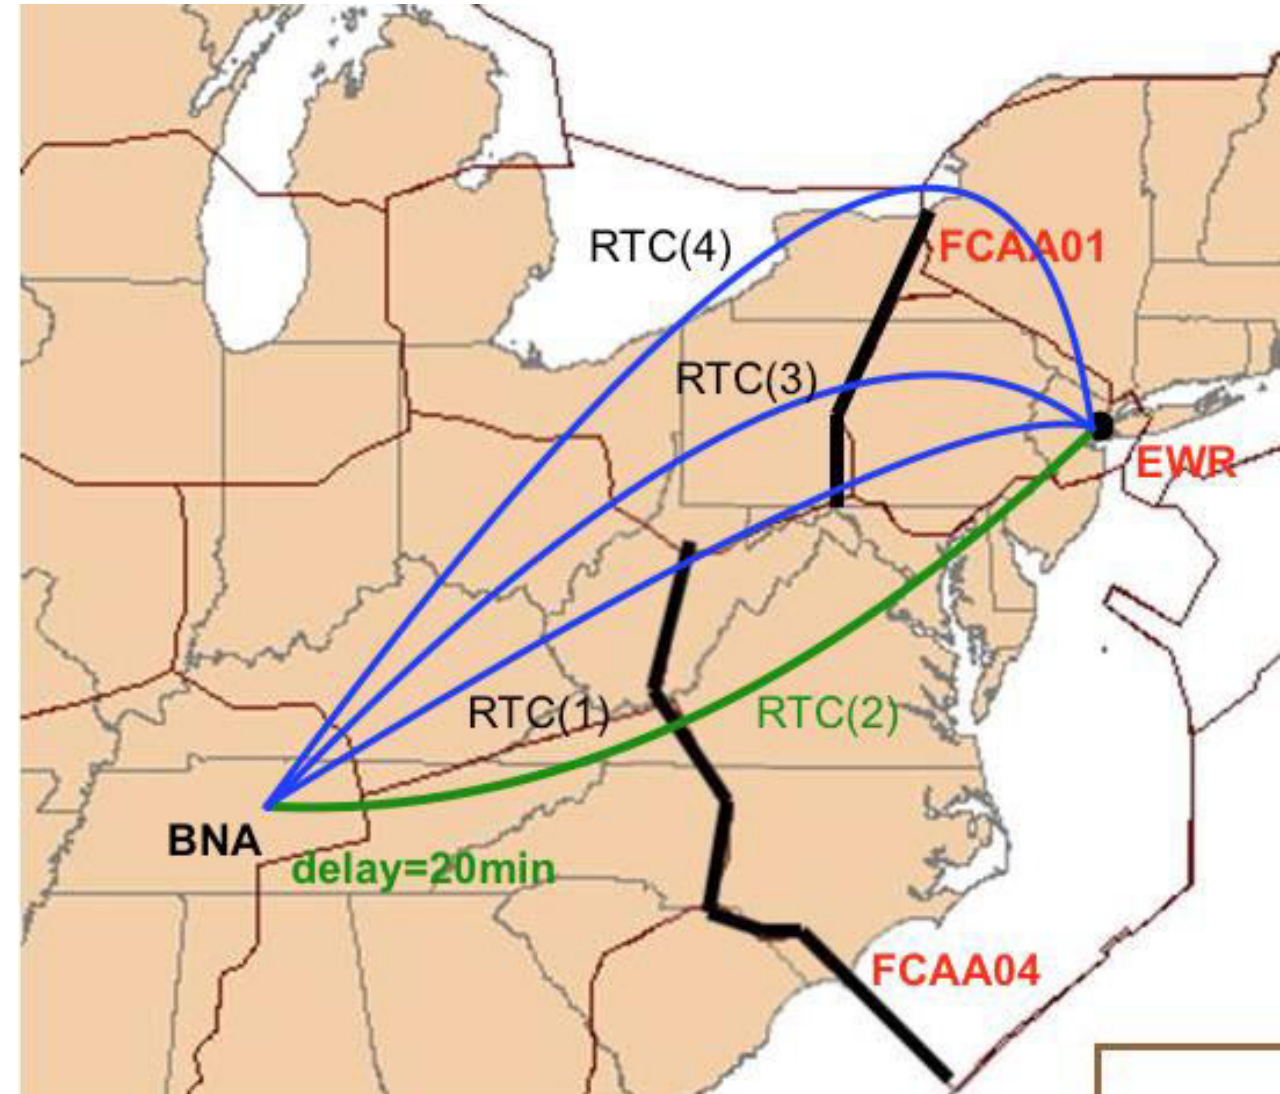 RTC(4)
FCAA01
RTC(3)
EWR
RTC(1)
RTC(2)
BNA
delay=20min
FCAA04